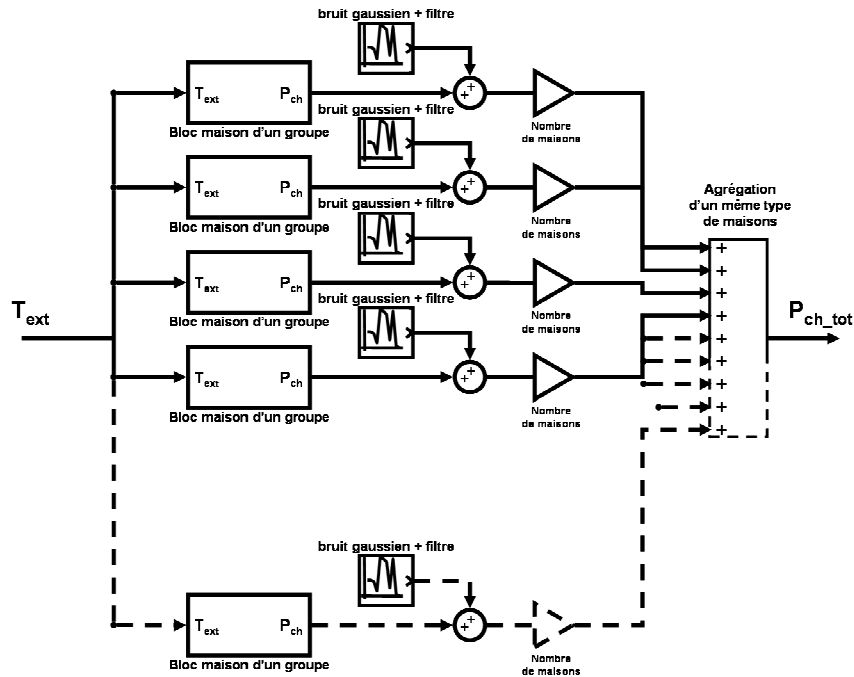 bruit gaussien + filtre
T_ext P_ch
Bloc maison d'un groupe
++
Nombre
de maisons
bruit gaussien + filtre
T_ext P_ch
Bloc maison d'un groupe
++
Nombre
de maisons
bruit gaussien + filtre
T_ext P_ch
Bloc maison d'un groupe
++
Nombre
de maisons
bruit gaussien + filtre
T_ext P_ch
Bloc maison d'un groupe
++
Nombre
de maisons
T_ext
Agrégation
d'un même type
de maisons
+
+
+
+
+
+
+
+
+
P_ch_tot
bruit gaussien + filtre
T_ext P_ch
Bloc maison d'un groupe
++
Nombre
de maisons